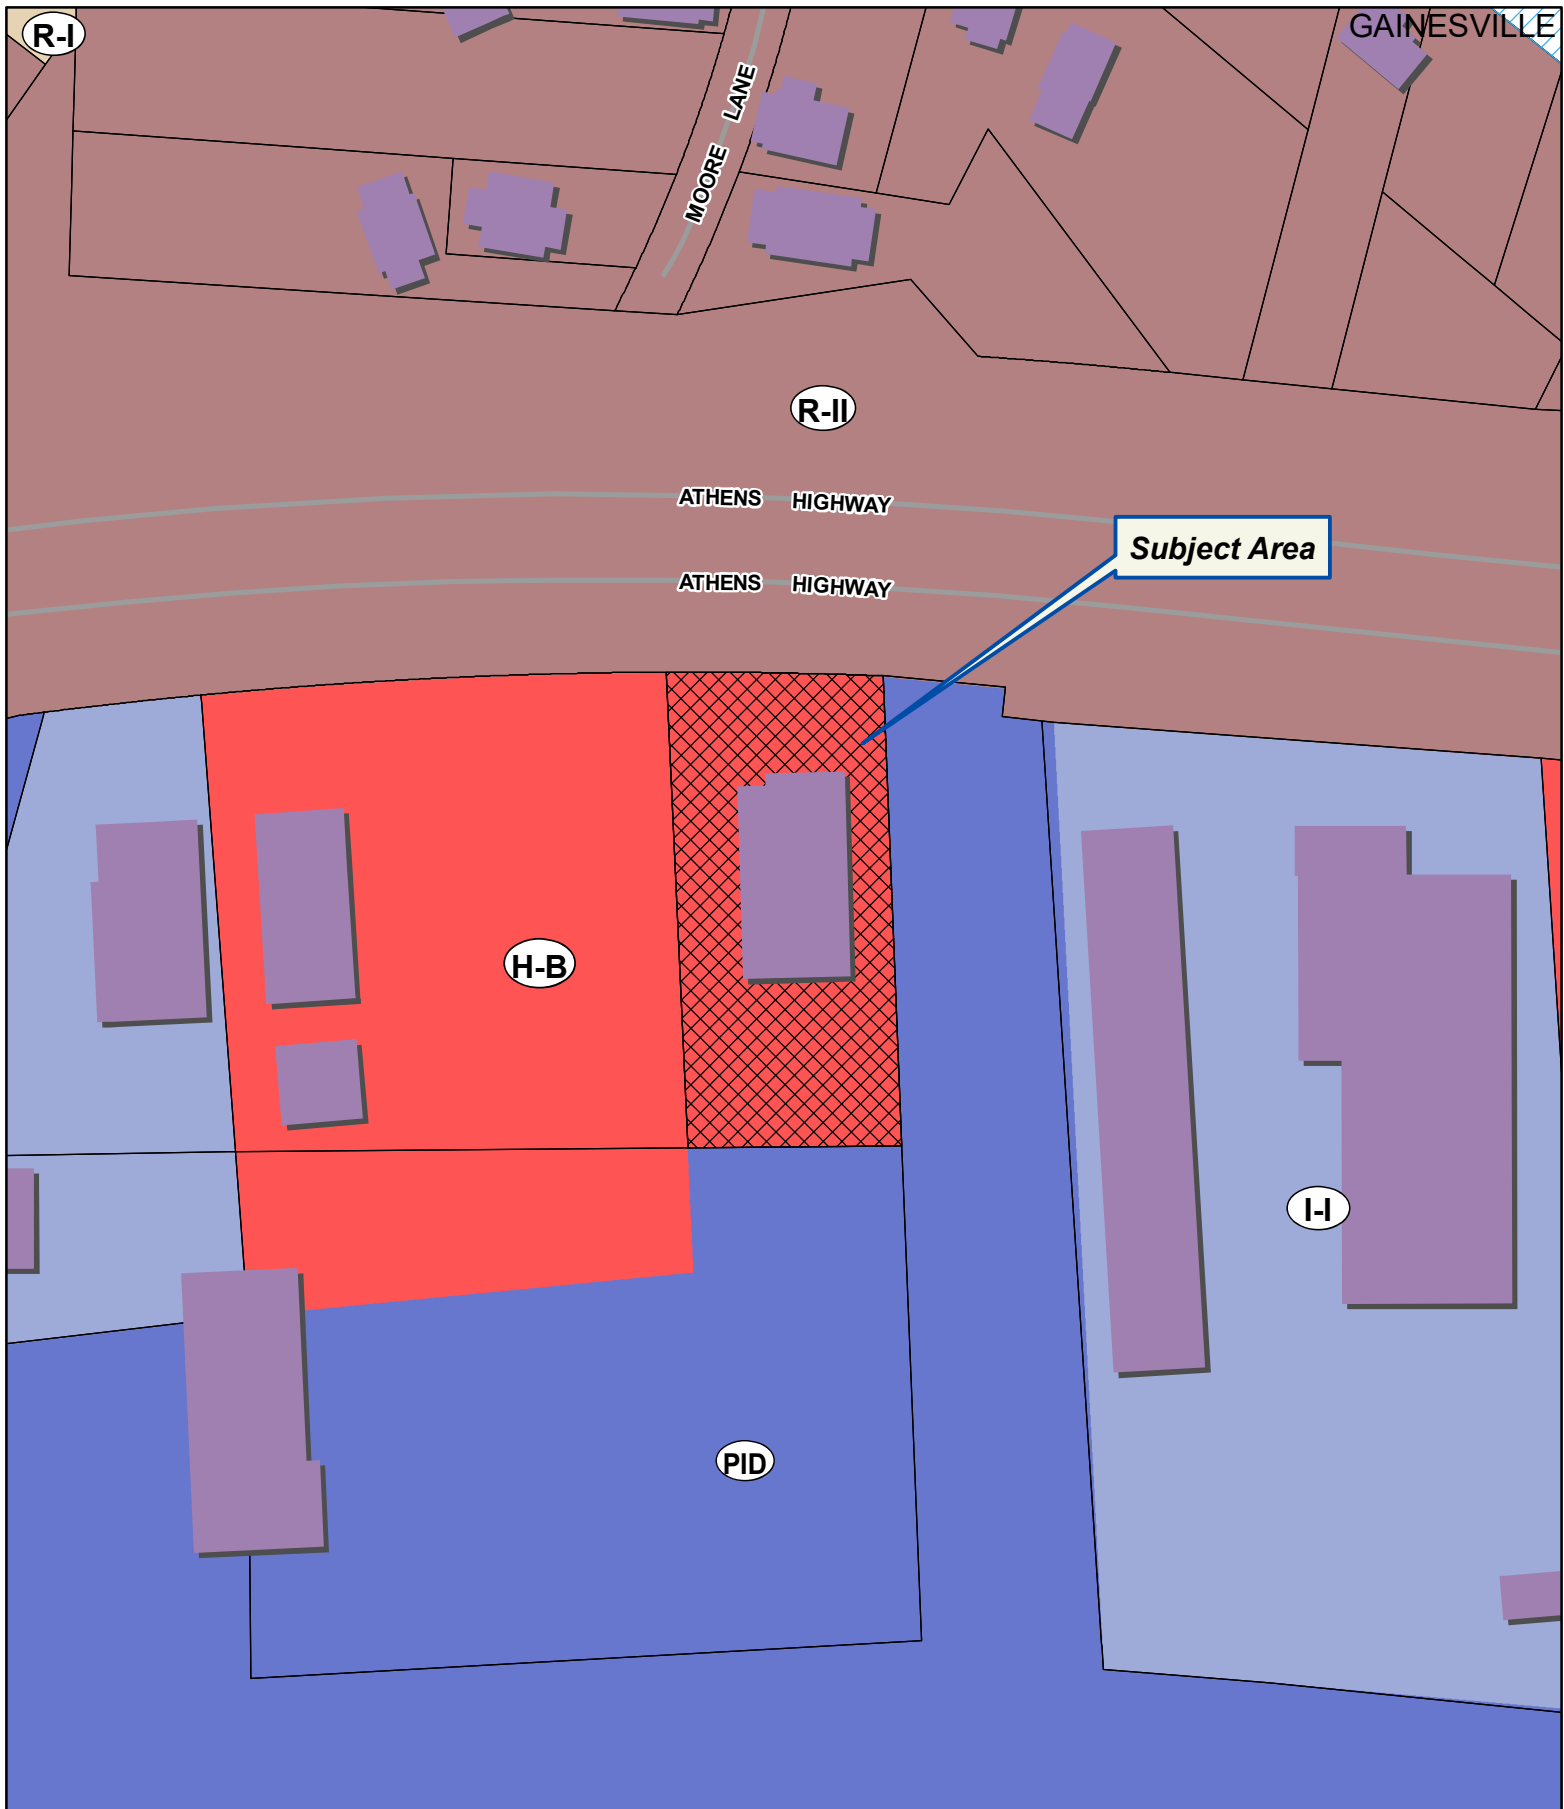 R-I
GAINESVILLE
MOORE LANE
R-II
ATHENS HIGHWAY
Subject Area
ATHENS HIGHWAY
H-B
I-I
PID